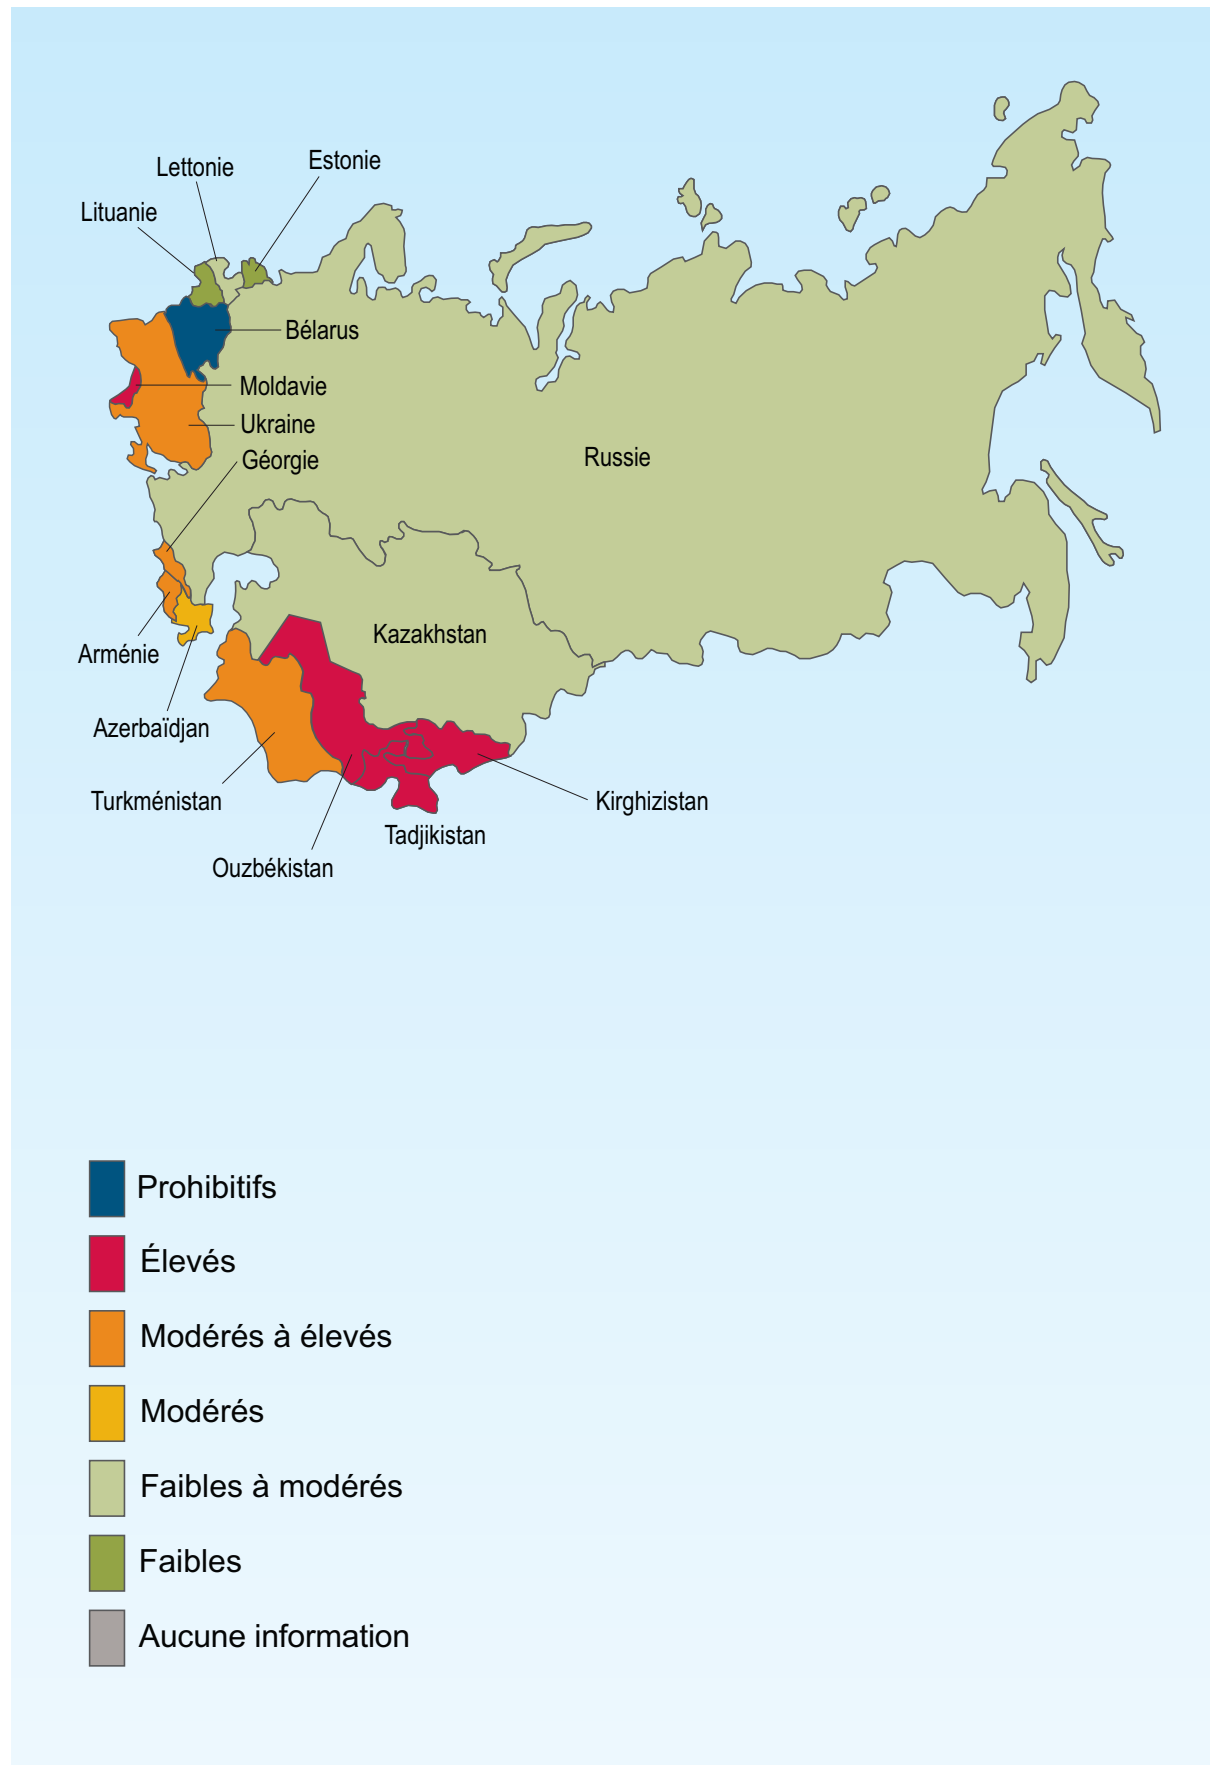 Estonie
Lettonie
Lituanie
Bélarus
Moldavie
Ukraine
Géorgie
Russie
Kazakhstan
Arménie
Azerbaïdjan
Turkménistan
Kirghizistan
Tadjikistan
Ouzbékistan
Prohibitifs
Élevés
Modérés à élevés
Modérés
Faibles à modérés
Faibles
Aucune information